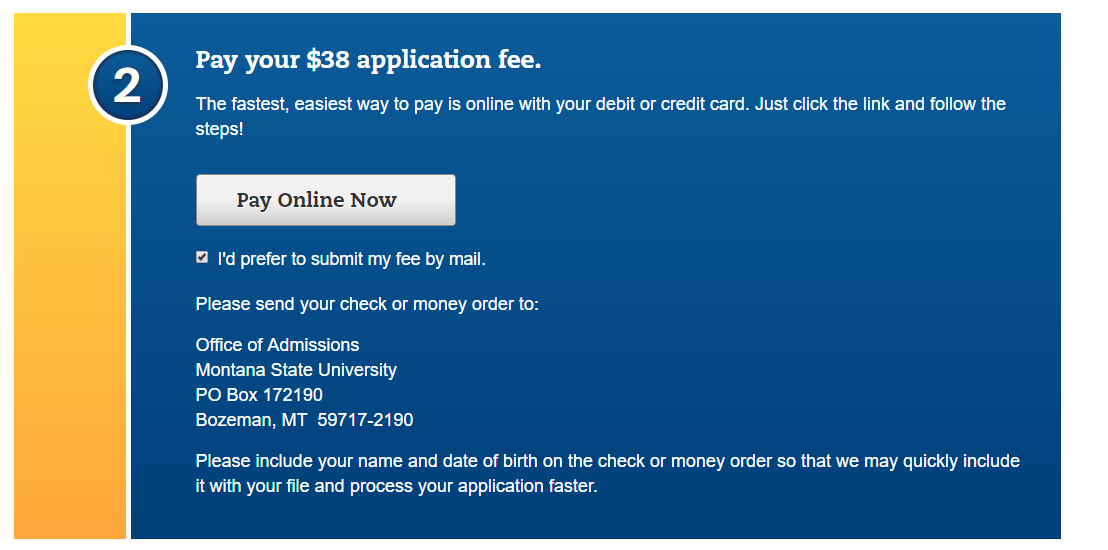 2
Pay your $38 application fee.
The fastest, easiest way to pay is online with your debit or credit card. Just click the link and follow the
steps!
Pay Online Now
I'd prefer to submit my fee by mail.
Please send your check or money order to:
Office of Admissions
Montana State University
PO Box 172190
Bozeman, MT  59717-2190
Please include your name and date of birth on the check or money order so that we may quickly include
it with your file and process your application faster.